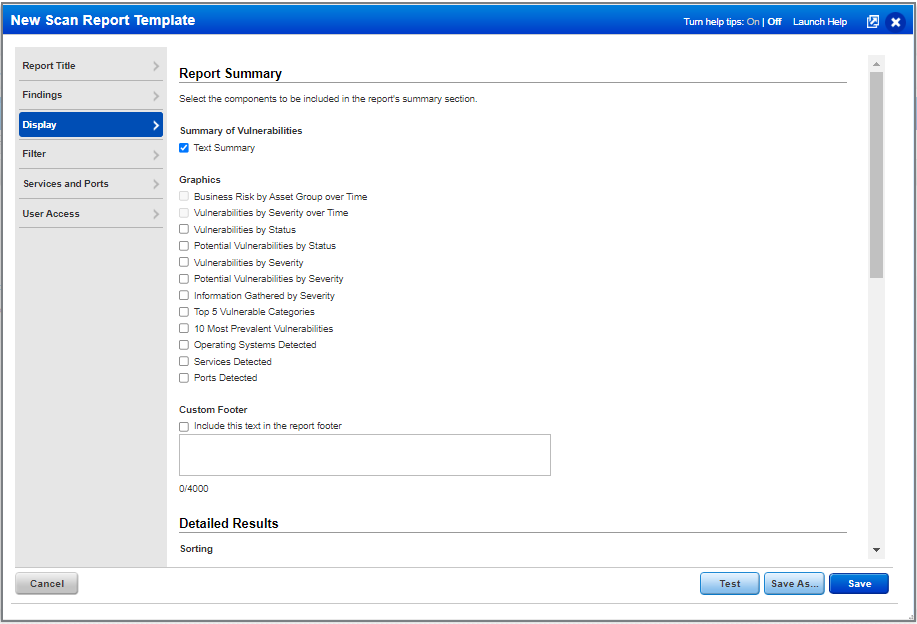 New Scan Report Template
Turn help tips: On | Off Launch Help
Report Title
Findings
Display
Filter
Services and Ports
User Access
Report Summary
Select the components to be included in the report's summary section.
Summary of Vulnerabilities
Text Summary
Graphics
Business Risk by Asset Group over Time
Vulnerabilities by Severity over Time
Vulnerabilities by Status
Potential Vulnerabilities by Status
Vulnerabilities by Severity
Potential Vulnerabilities by Severity
Information Gathered by Severity
Top 5 Vulnerable Categories
10 Most Prevalent Vulnerabilities
Operating Systems Detected
Services Detected
Ports Detected
Custom Footer
Include this text in the report footer
0/4000
Detailed Results
Sorting
Cancel
Test Save As... Save